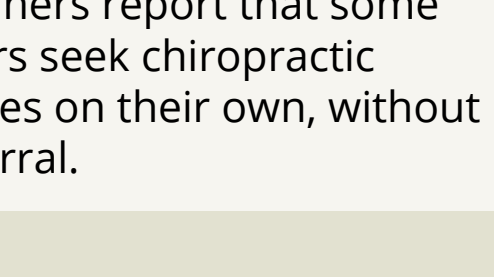 ners report that some
rs seek chiropractic
es on their own, without
rral.